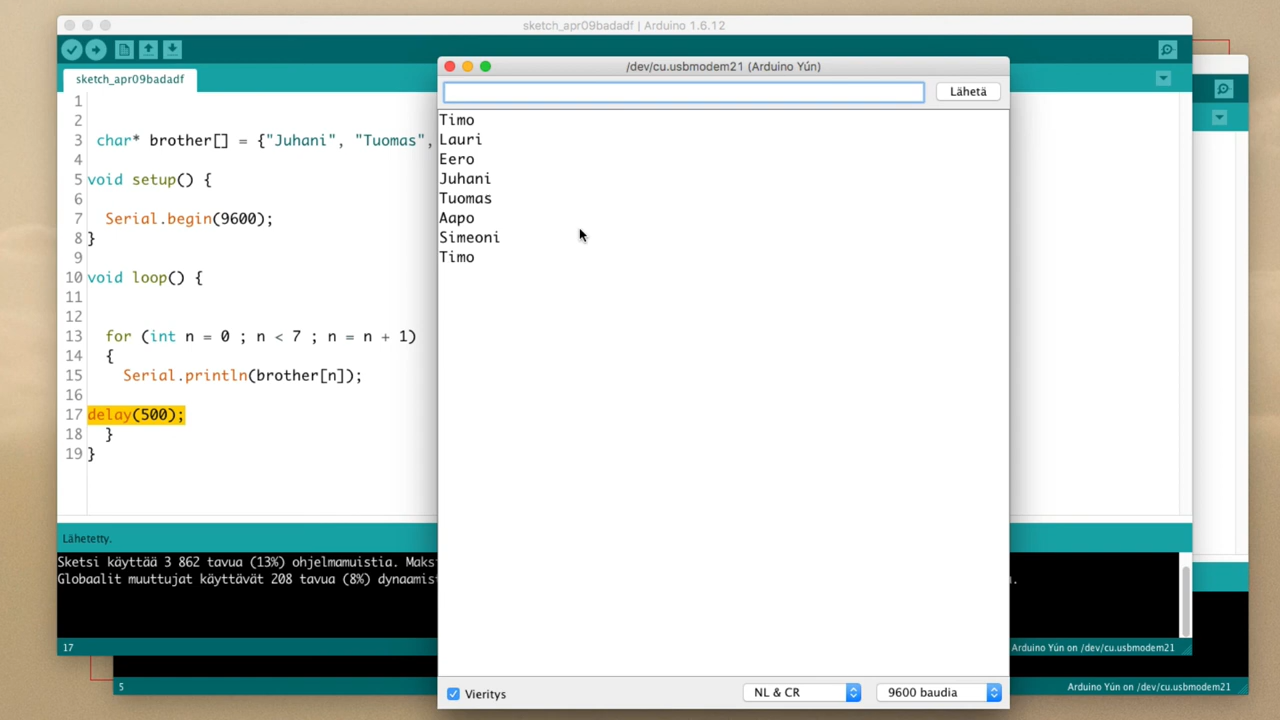 sketch_apr09badadf | Arduino 1.6.12
sketch_apr09badadf
1
2
3 char* brother[] = {"Juhani", "Tuomas",
4
5 void setup() {
6
7 Serial.begin(9600);
8 }
9
10 void loop() {
11
12
13 for (int n = 0 ; n < 7 ; n = n + 1)
14 {
15 Serial.println(brother[n]);
16
17 delay(500);
18 }
19 }
Lähetetty.
Sketsi käyttää 3 862 tavua (13%) ohjelmamuistia. Maks
Globaalit muuttujat käyttävät 208 tavua (8%) dynaamis
17
Arduino Yún on /dev/cu.usbmodem21
5
Arduino Yún on /dev/cu.usbmodem21
/dev/cu.usbmodem21 (Arduino Yún)
Lähetä
Timo
Lauri
Eero
Juhani
Tuomas
Aapo
Simeoni
Timo
Vieritys
NL & CR
9600 baudia